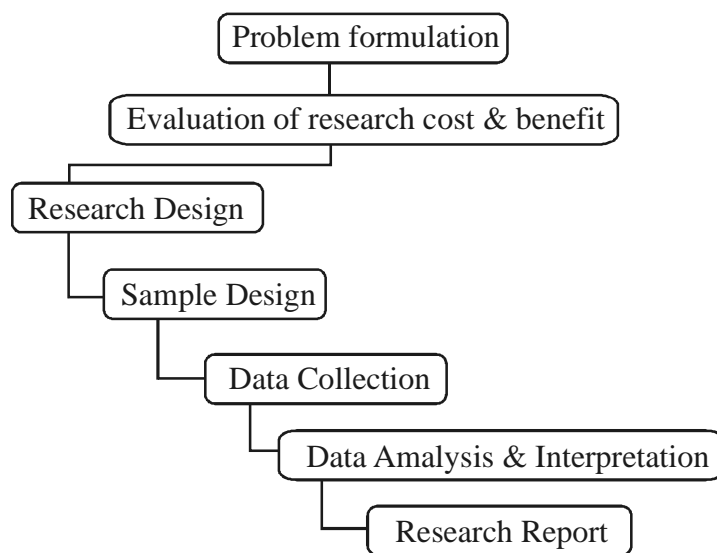 Problem formulation
Evaluation of research cost & benefit
Research Design
Sample Design
Data Collection
Data Amalysis & Interpretation
Research Report